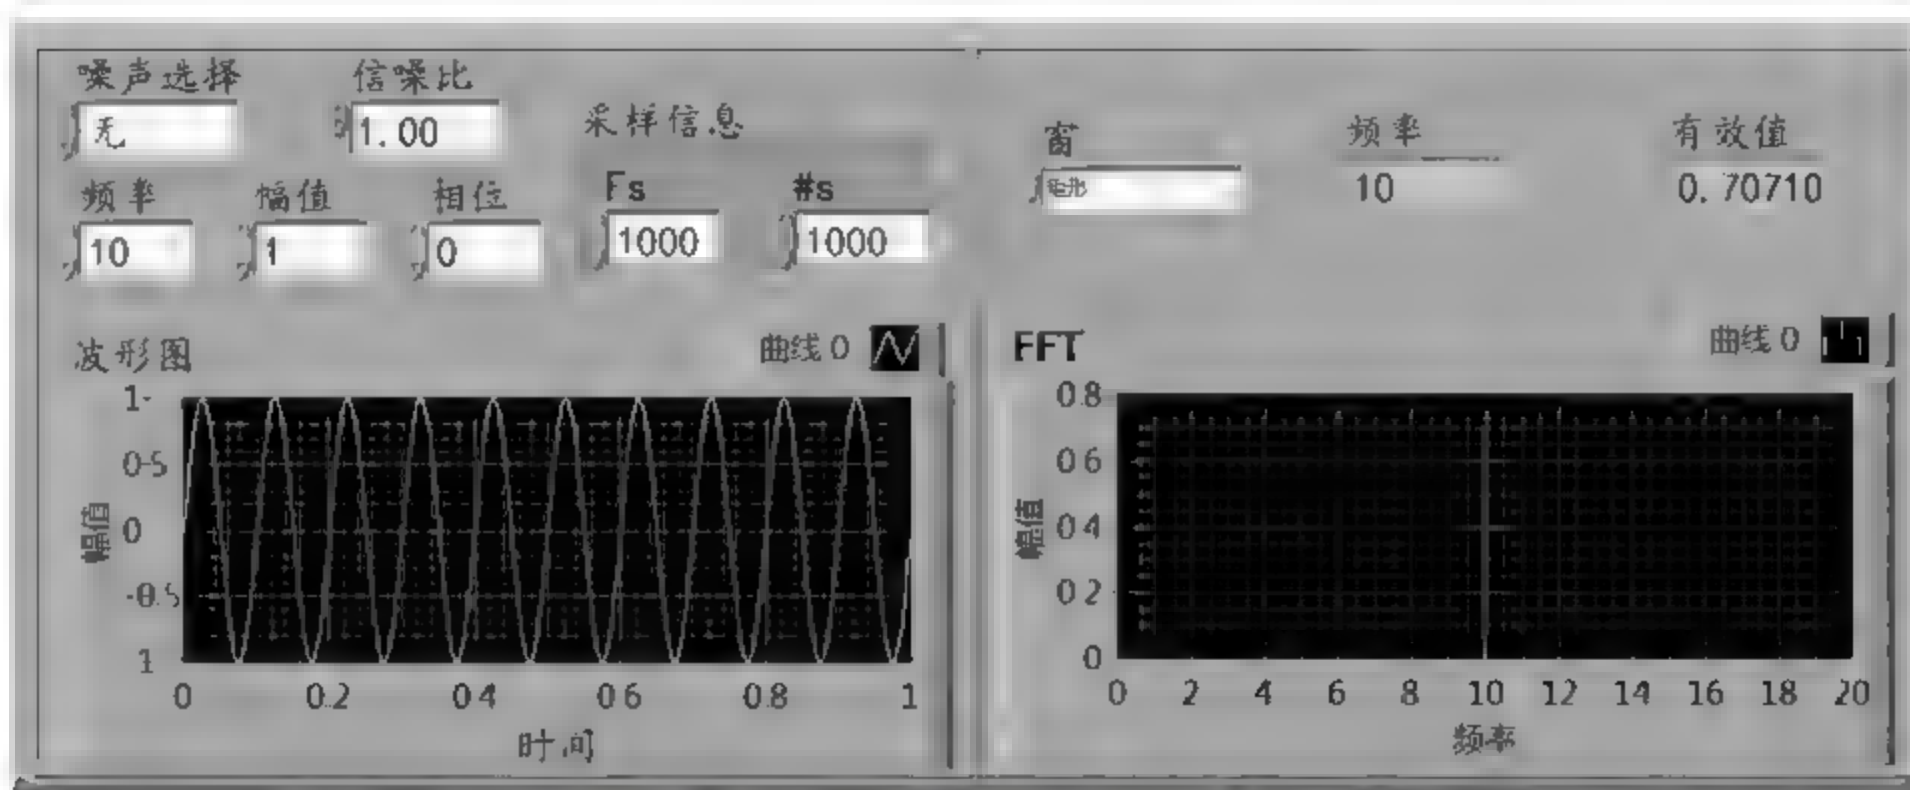 噪声选择 信噪比
无 1.00 采样信息
频率 幅值 相位 Fs #s
10 1 0 1000 1000
波形图 曲线 0
1
0.5
幅值
0
-0.5
1
0 0.2 0.4 0.6 0.8 1
时间
窗 频率 有效值
矩形 10 0.70710
FFT 曲线 0
0.8
0.6
幅值
0.4
0.2
0
0 2 4 6 8 10 12 14 16 18 20
频率